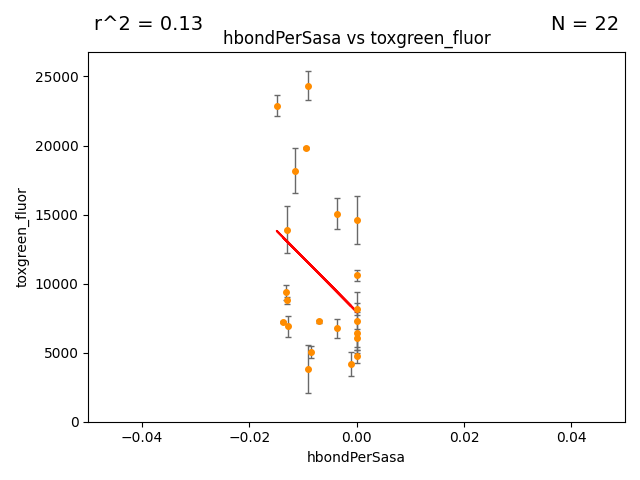 r^2 = 0.13
N = 22
hbondPerSasa vs toxgreen_fluor
25000
20000
15000
10000
5000
0
toxgreen_fluor
−0.04
−0.02
0.00
0.02
0.04
hbondPerSasa